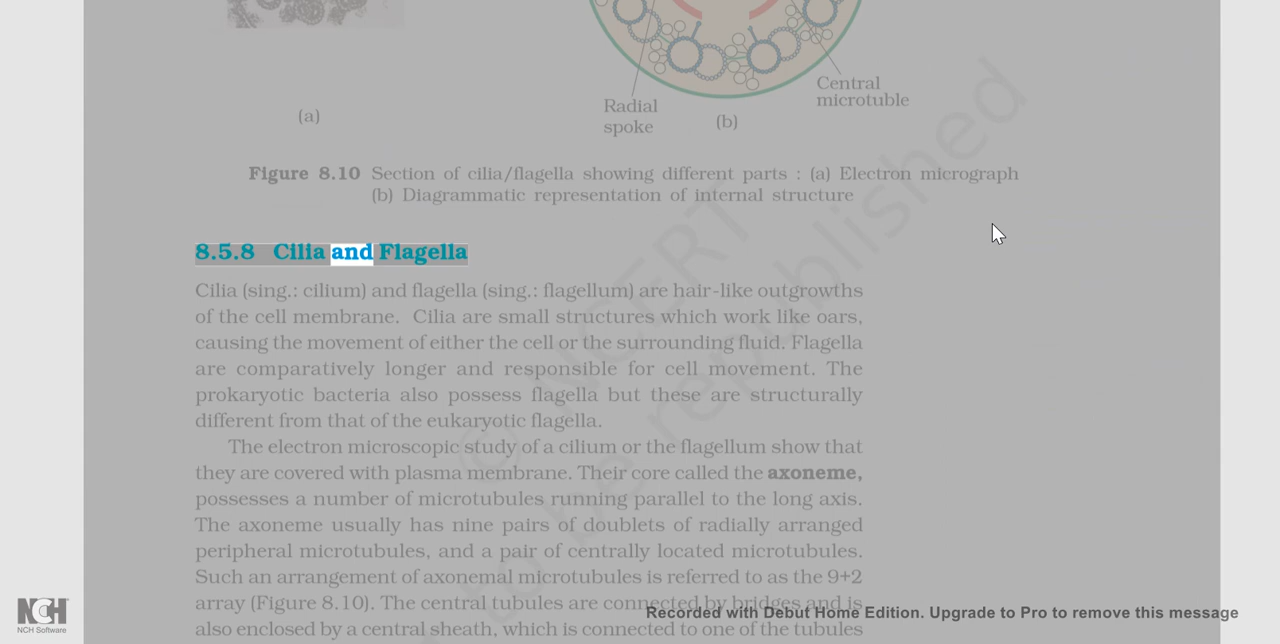 Central
microtuble
Radial
spoke
(a)
(b)
Figure 8.10 Section of cilia/flagella showing different parts : (a) Electron micrograph
(b) Diagrammatic representation of internal structure
8.5.8 Cilia and Flagella
Cilia (sing.: cilium) and flagella (sing.: flagellum) are hair-like outgrowths
of the cell membrane. Cilia are small structures which work like oars,
causing the movement of either the cell or the surrounding fluid. Flagella
are comparatively longer and responsible for cell movement. The
prokaryotic bacteria also possess flagella but these are structurally
different from that of the eukaryotic flagella.
The electron microscopic study of a cilium or the flagellum show that
they are covered with plasma membrane. Their core called the axoneme,
possesses a number of microtubules running parallel to the long axis.
The axoneme usually has nine pairs of doublets of radially arranged
peripheral microtubules, and a pair of centrally located microtubules.
Such an arrangement of axonemal microtubules is referred to as the 9+2
array (Figure 8.10). The central tubules are connected by bridges and is
also enclosed by a central sheath, which is connected to one of the tubules
© NCERT
to be republished
NCH
NCH Software
Recorded with Debut Home Edition. Upgrade to Pro to remove this message